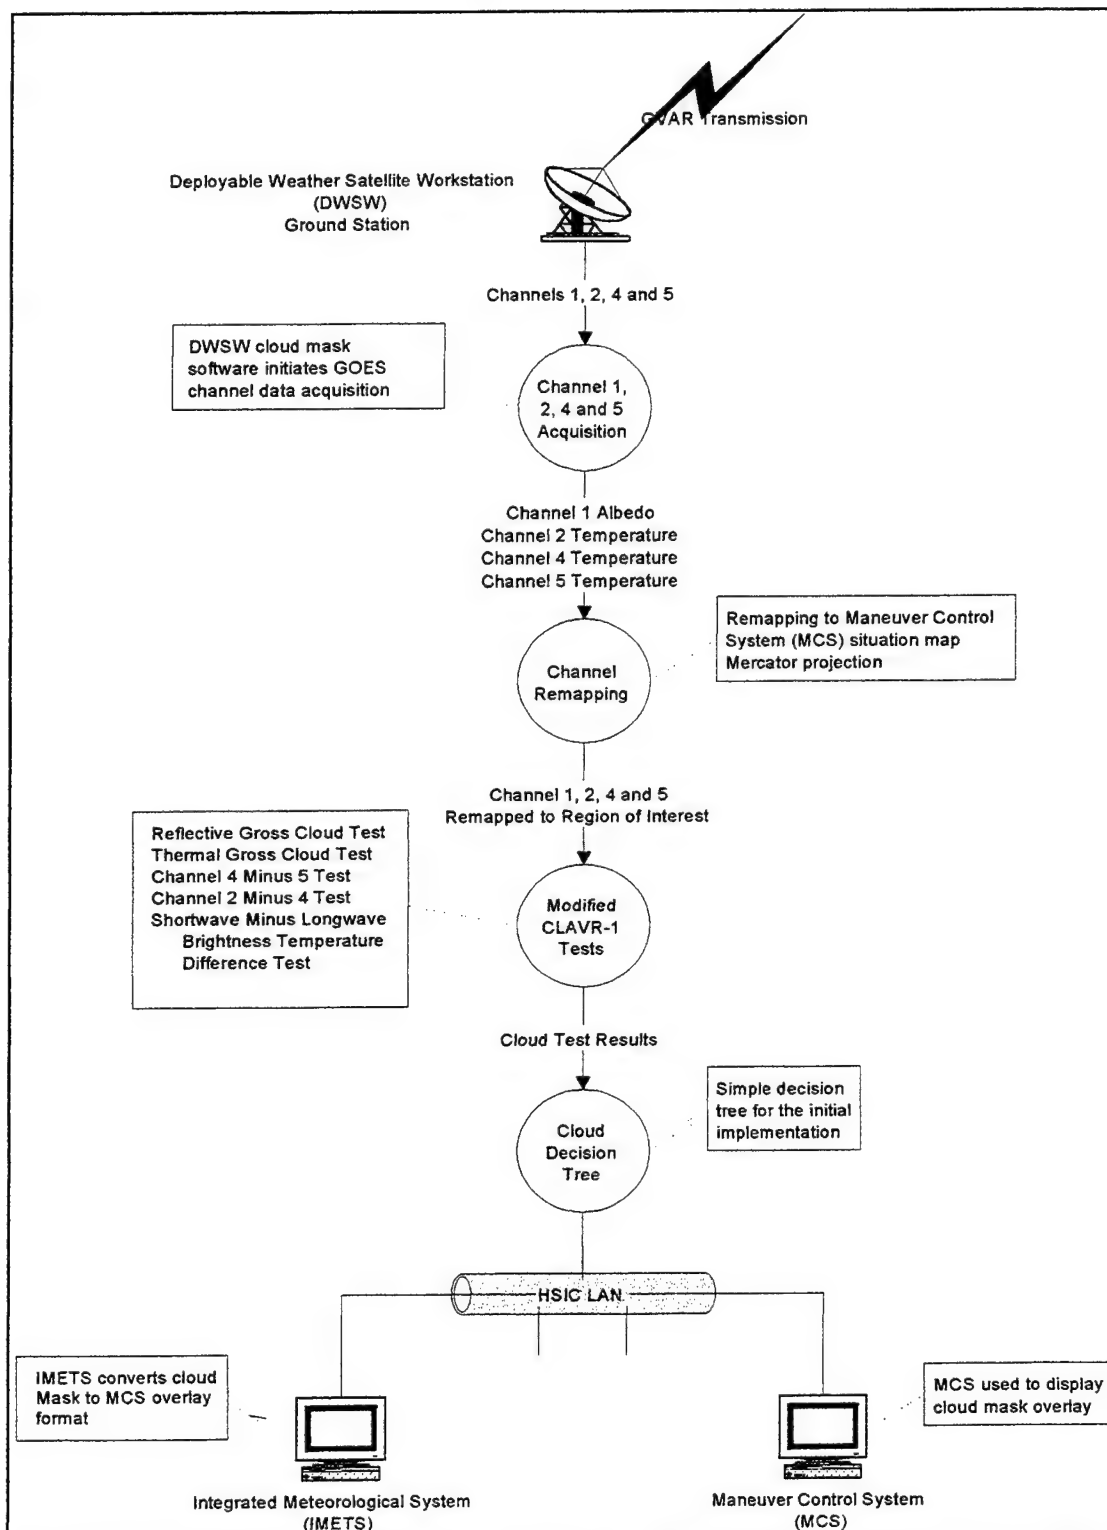 GVAR Transmission
Deployable Weather Satellite Workstation
(DWSW)
Ground Station
Channels 1, 2, 4 and 5
DWSW cloud mask
software initiates GOES
channel data acquisition
Channel 1,
2, 4 and 5
Acquisition
Channel 1 Albedo
Channel 2 Temperature
Channel 4 Temperature
Channel 5 Temperature
Remapping to Maneuver Control
System (MCS) situation map
Mercator projection
Channel
Remapping
Channel 1, 2, 4 and 5
Remapped to Region of Interest
Reflective Gross Cloud Test
Thermal Gross Cloud Test
Channel 4 Minus 5 Test
Channel 2 Minus 4 Test
Shortwave Minus Longwave
Brightness Temperature
Difference Test
Modified
CLAVR-1
Tests
Cloud Test Results
Simple decision
tree for the initial
implementation
Cloud
Decision
Tree
HSIC LAN
IMETS converts cloud
Mask to MCS overlay
format
MCS used to display
cloud mask overlay
Integrated Meteorological System
(IMETS)
Maneuver Control System
(MCS)